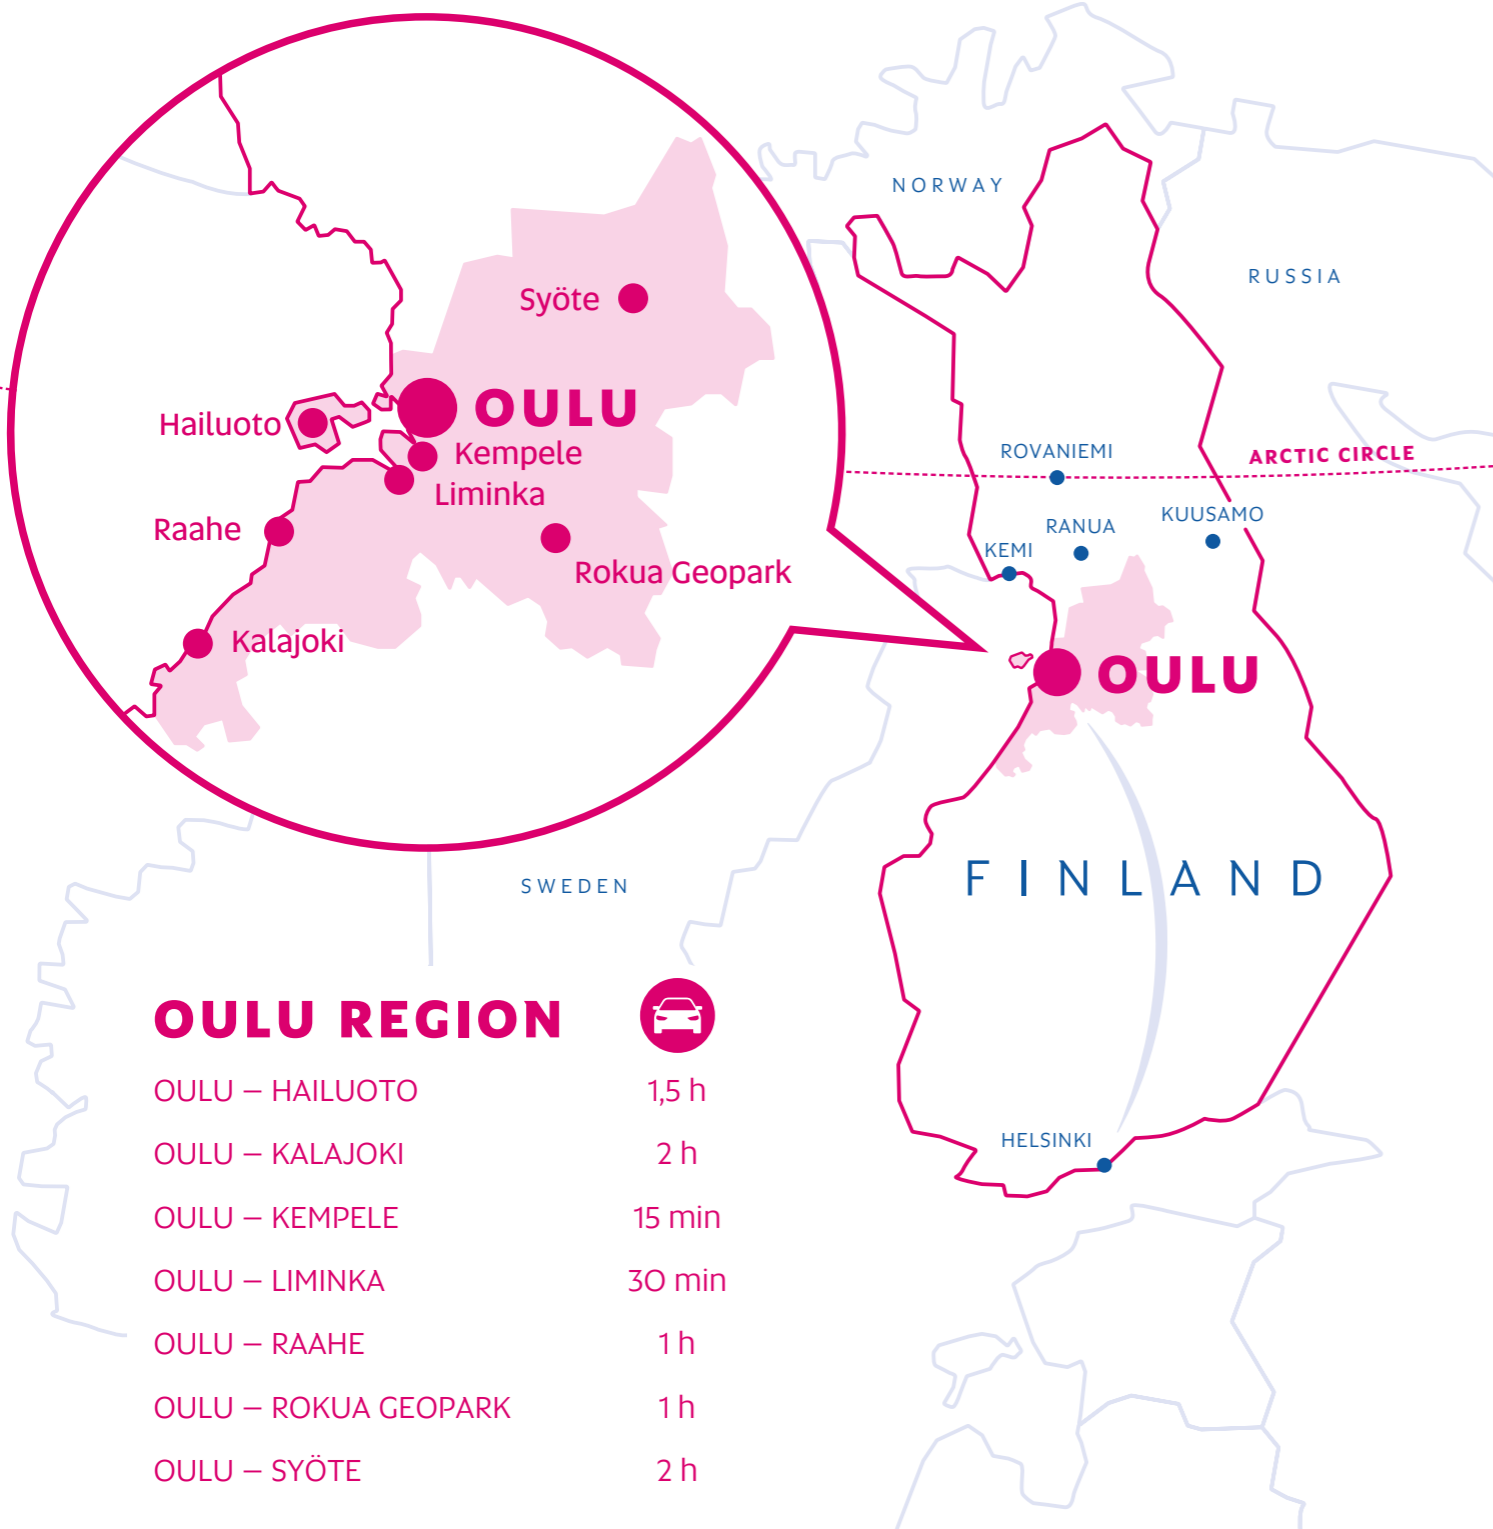 NORWAY
RUSSIA
Syöte
OULU
Hailuoto
Kempele
Liminka
Raahe
Rokua Geopark
Kalajoki
ROVANIEMI
ARCTIC CIRCLE
KUUSAMO
RANUA
KEMI
OULU
FINLAND
SWEDEN
HELSINKI
OULU REGION
OULU – HAILUOTO 1,5 h
OULU – KALAJOKI 2 h
OULU – KEMPELE 15 min
OULU – LIMINKA 30 min
OULU – RAAHE 1 h
OULU – ROKUA GEOPARK 1 h
OULU – SYÖTE 2 h